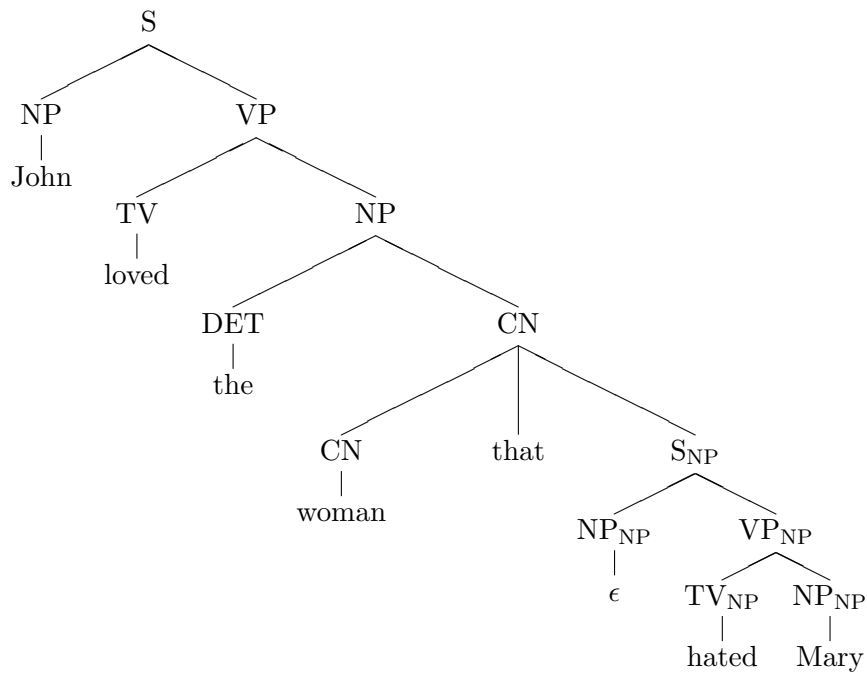 S
NP VP
John
TV NP
loved
DET CN
the
CN that S_NP
woman
NP_NP VP_NP
ϵ TV_NP NP_NP
hated Mary